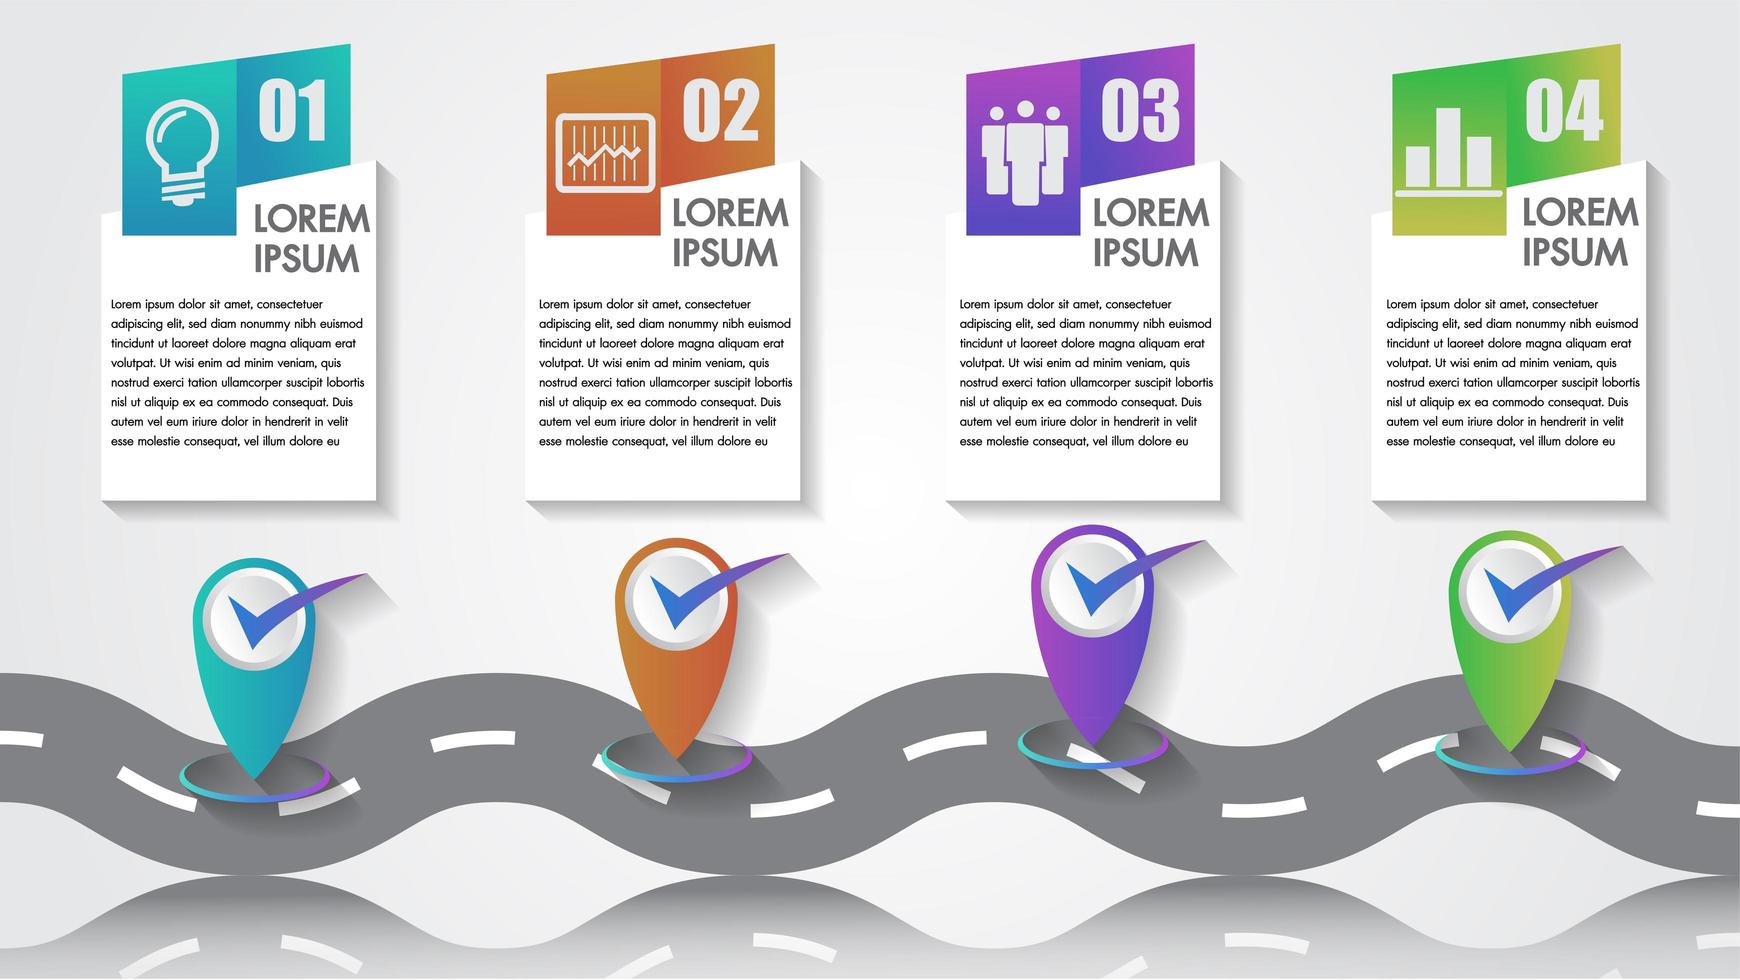 01
LOREM
IPSUM
Lorem ipsum dolor sit amet, consectetuer
adipiscing elit, sed diam nonummy nibh euismod
tincidunt ut laoreet dolore magna aliquam erat
volutpat. Ut wisi enim ad minim veniam, quis
nostrud exerci tation ullamcorper suscipit lobortis
nisl ut aliquip ex ea commodo consequat. Duis
autem vel eum iriure dolor in hendrerit in velit
esse molestie consequat, vel illum dolore eu
02
LOREM
IPSUM
Lorem ipsum dolor sit amet, consectetuer
adipiscing elit, sed diam nonummy nibh euismod
tincidunt ut laoreet dolore magna aliquam erat
volutpat. Ut wisi enim ad minim veniam, quis
nostrud exerci tation ullamcorper suscipit lobortis
nisl ut aliquip ex ea commodo consequat. Duis
autem vel eum iriure dolor in hendrerit in velit
esse molestie consequat, vel illum dolore eu
03
LOREM
IPSUM
Lorem ipsum dolor sit amet, consectetuer
adipiscing elit, sed diam nonummy nibh euismod
tincidunt ut laoreet dolore magna aliquam erat
volutpat. Ut wisi enim ad minim veniam, quis
nostrud exerci tation ullamcorper suscipit lobortis
nisl ut aliquip ex ea commodo consequat. Duis
autem vel eum iriure dolor in hendrerit in velit
esse molestie consequat, vel illum dolore eu
04
LOREM
IPSUM
Lorem ipsum dolor sit amet, consectetuer
adipiscing elit, sed diam nonummy nibh euismod
tincidunt ut laoreet dolore magna aliquam erat
volutpat. Ut wisi enim ad minim veniam, quis
nostrud exerci tation ullamcorper suscipit lobortis
nisl ut aliquip ex ea commodo consequat. Duis
autem vel eum iriure dolor in hendrerit in velit
esse molestie consequat, vel illum dolore eu